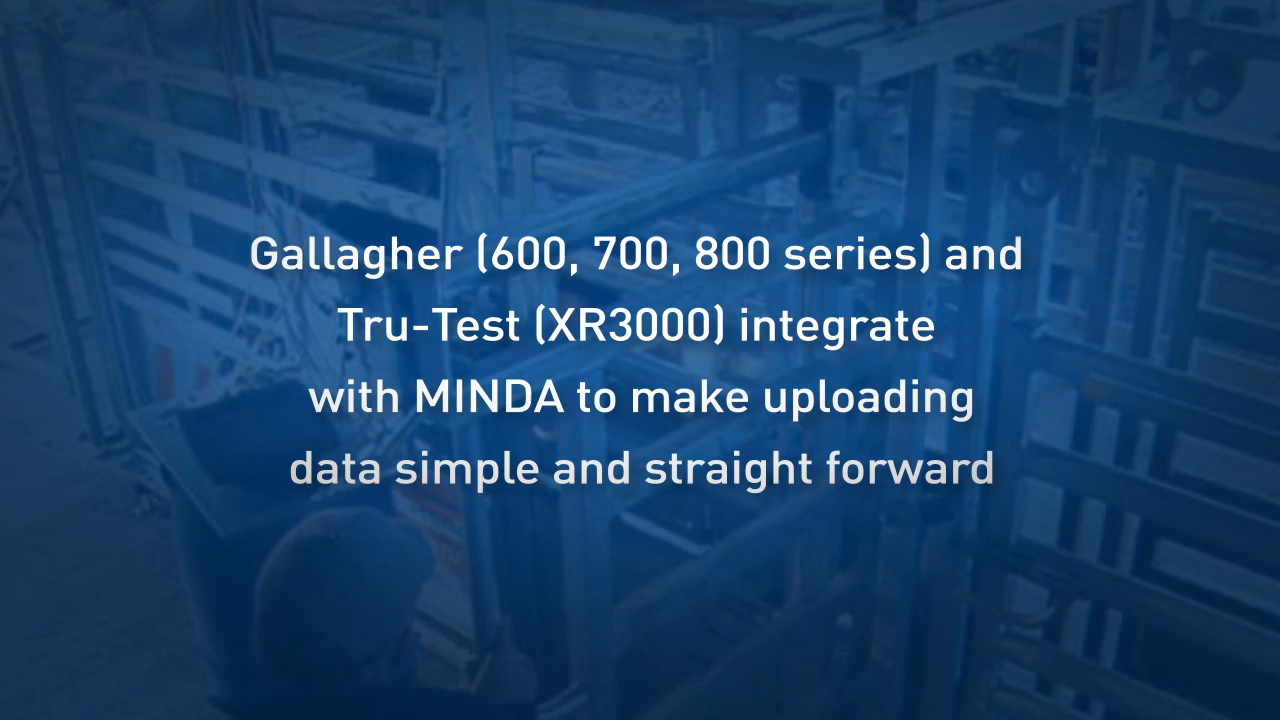 Gallagher (600, 700, 800 series) and
Tru-Test (XR3000) integrate
with MINDA to make uploading
data simple and straight forward